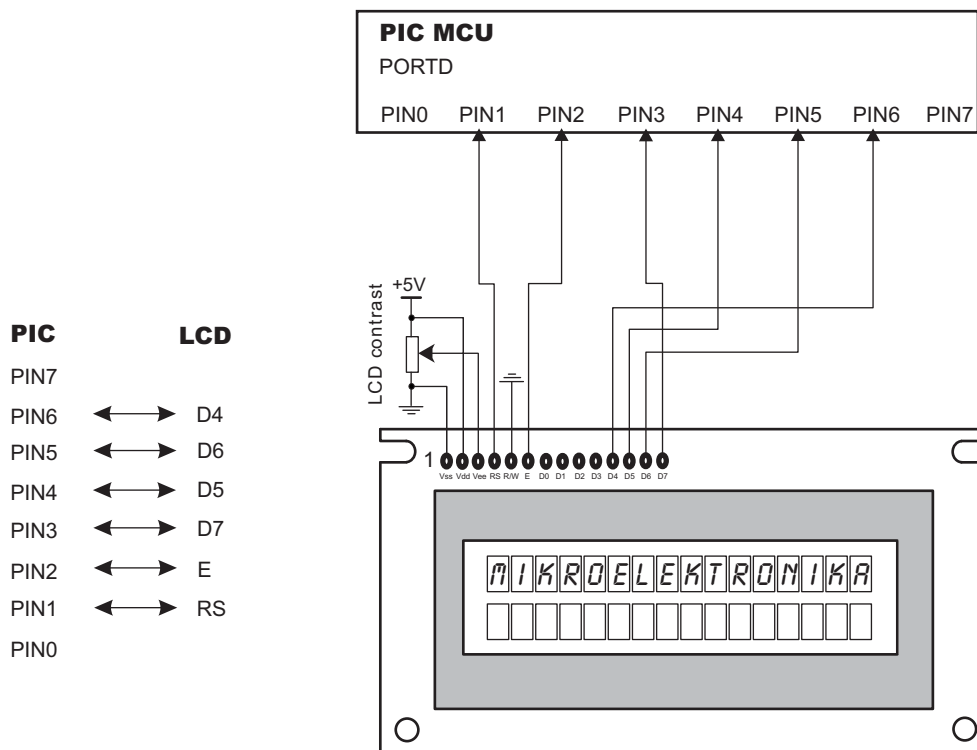 PIC MCU
PORTD
PIN0 PIN1 PIN2 PIN3 PIN4 PIN5 PIN6 PIN7
+5V
LCD contrast
PIC LCD
PIN7
PIN6 D4
PIN5 D6
PIN4 D5
PIN3 D7
PIN2 E
PIN1 RS
PIN0
1
Vss Vdd Vee RS R/W E D0 D1 D2 D3 D4 D5 D6 D7
MIKROELEKTRONIKA